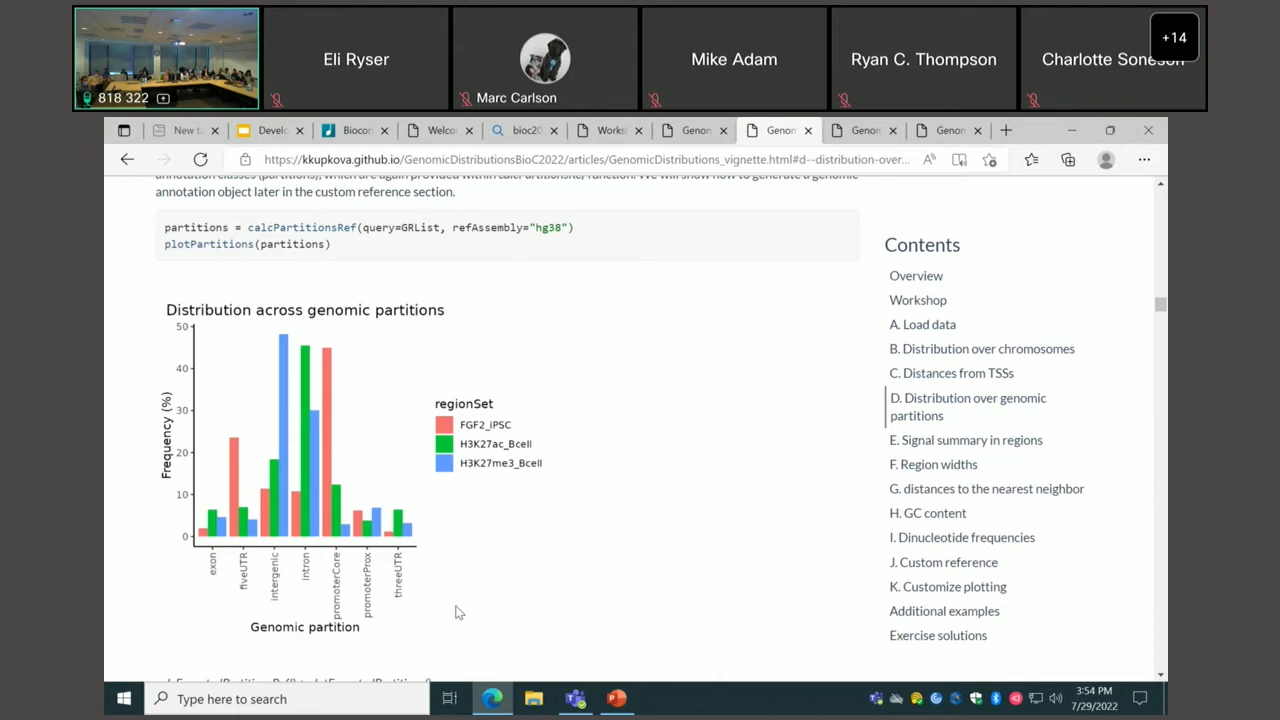 818 322
Eli Ryser
Marc Carlson
Mike Adam
Ryan C. Thompson
Charlotte Soneson
+14
New ta
Develo
Biocon
Welco
bioc20
Works
Genon
Genon
Genon
Genon
https://kkupkova.github.io/GenomicDistributionsBioC2022/articles/GenomicDistributions_vignette.html#d--distribution-over...
annotation object later in the custom reference section.
partitions = calcPartitionsRef(query=GRList, refAssembly="hg38")
plotPartitions(partitions)
Distribution across genomic partitions
50
40
30
20
10
0
Frequency (%)
exon
fiveUTR
intergenic
intron
promoterCore
promoterProx
threeUTR
Genomic partition
regionSet
FGF2_iPSC
H3K27ac_Bcell
H3K27me3_Bcell
Contents
Overview
Workshop
A. Load data
B. Distribution over chromosomes
C. Distances from TSSs
D. Distribution over genomic
partitions
E. Signal summary in regions
F. Region widths
G. distances to the nearest neighbor
H. GC content
I. Dinucleotide frequencies
J. Custom reference
K. Customize plotting
Additional examples
Exercise solutions
Type here to search
3:54 PM
7/29/2022